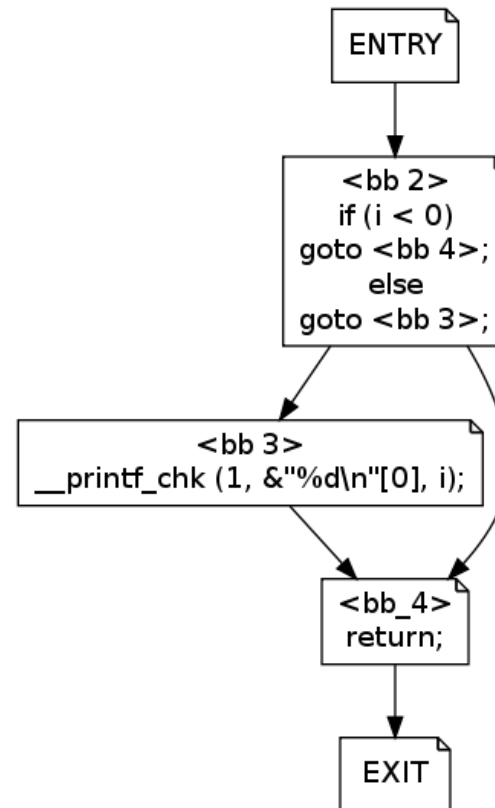 ENTRY
<bb 2>
if (i < 0)
goto <bb 4>;
else
goto <bb 3>;
<bb 3>
__printf_chk (1, &"%d\n"[0], i);
<bb_4>
return;
EXIT